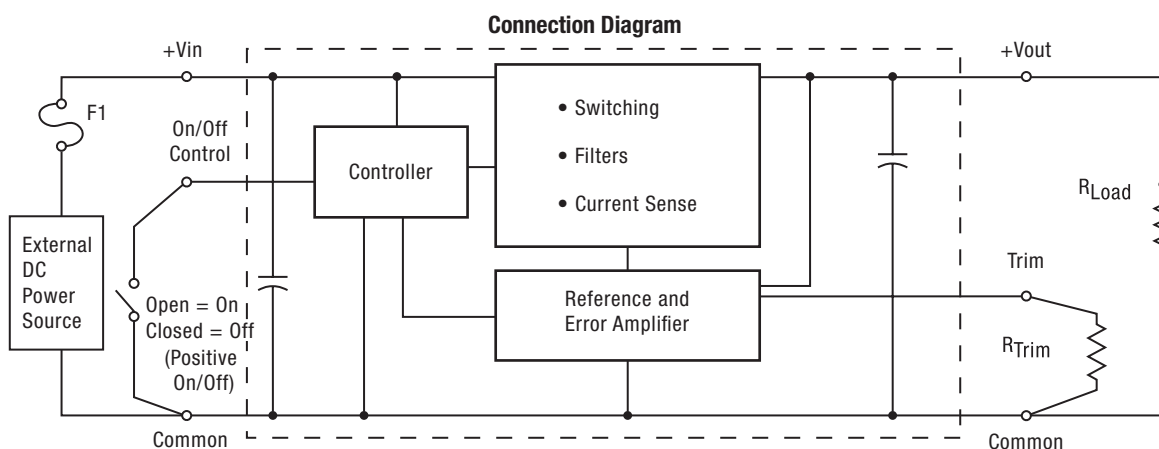 Connection Diagram
+Vin
+Vout
F1
On/Off
Control
Controller
• Switching
• Filters
• Current Sense
RLoad
External
DC
Power
Source
Open = On
Closed = Off
(Positive
On/Off)
Reference and
Error Amplifier
Trim
RTrim
Common
Common